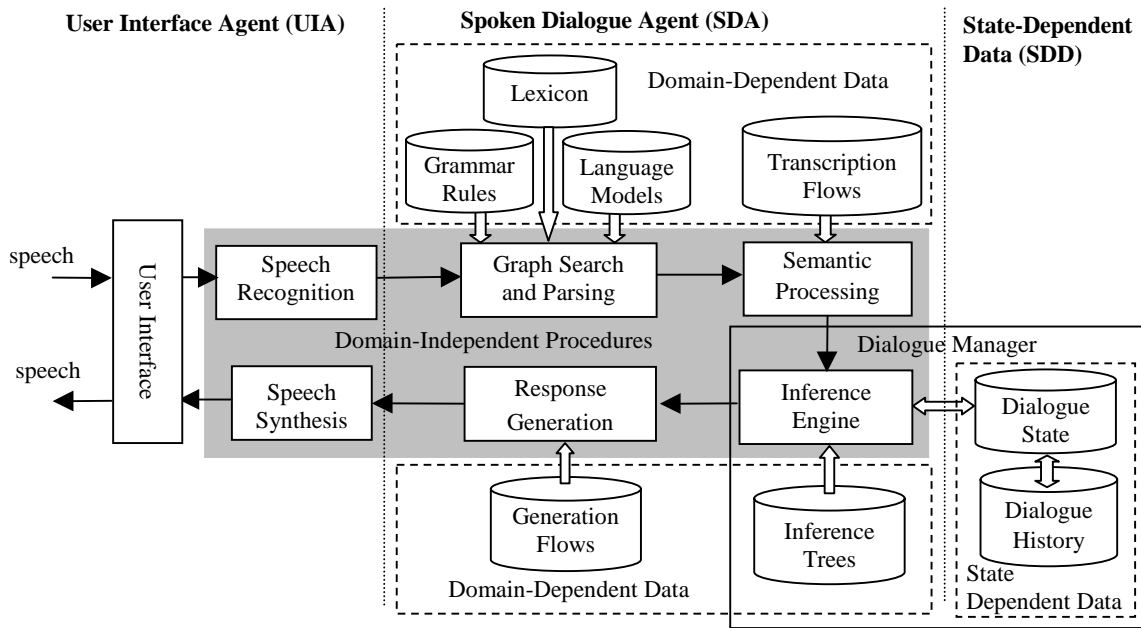 User Interface Agent (UIA)
Spoken Dialogue Agent (SDA)
State-Dependent
Data (SDD)
Domain-Dependent Data
Lexicon
Grammar
Rules
Language
Models
Transcription
Flows
speech
User Interface
Speech
Recognition
Graph Search
and Parsing
Semantic
Processing
Domain-Independent Procedures
Dialogue Manager
speech
Speech
Synthesis
Response
Generation
Inference
Engine
Dialogue
State
Dialogue
History
Generation
Flows
Inference
Trees
Domain-Dependent Data
State
Dependent Data